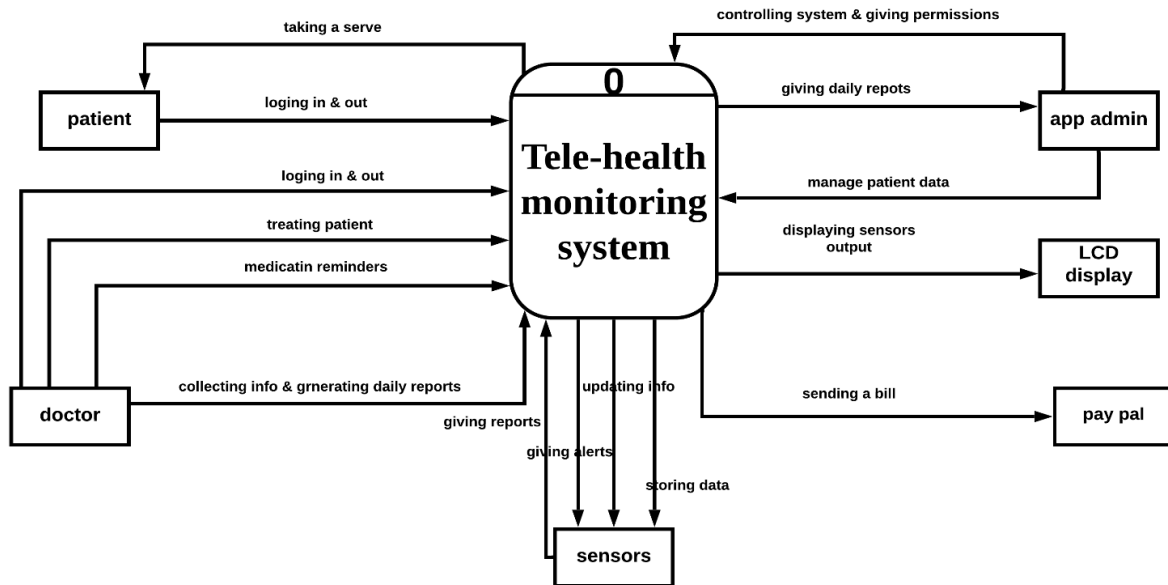 controlling system & giving permissions
taking a serve
0
giving daily repots
loging in & out
patient
app admin
Tele-health
monitoring
system
loging in & out
manage patient data
treating patient
displaying sensors
output
medicatin reminders
LCD
display
collecting info & grnerating daily reports
updating info
sending a bill
doctor
pay pal
giving reports
giving alerts
storing data
sensors